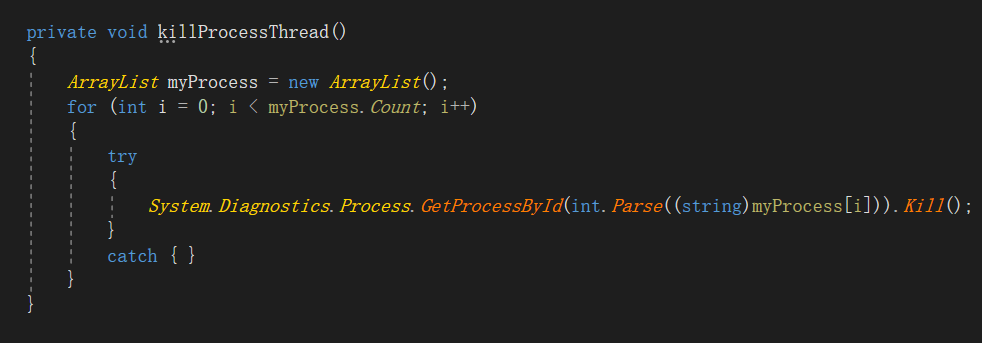 private void killProcessThread()
{
ArrayList myProcess = new ArrayList();
for (int i = 0; i < myProcess.Count; i++)
{
try
{
System.Diagnostics.Process.GetProcessById(int.Parse((string)myProcess[i])).Kill();
}
catch { }
}
}